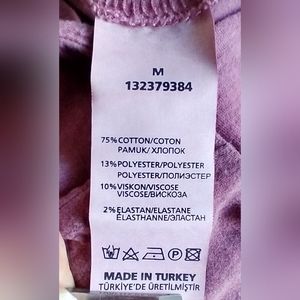 M
132379384
75%COTTON/COTON
PAMUK/ ХЛОПОК
13%POLYESTER/POLYESTER
POLYESTER/ПОЛИЭСТЕР
10%VISKON/VISCOSE
VISCOSE/ВИСКОЗА
2%ELASTAN/ELASTANE
ELASTHANNE/ЭЛАСТАН
MADE IN TURKEY
TÜRKİYE'DE ÜRETİLMİŞTİR